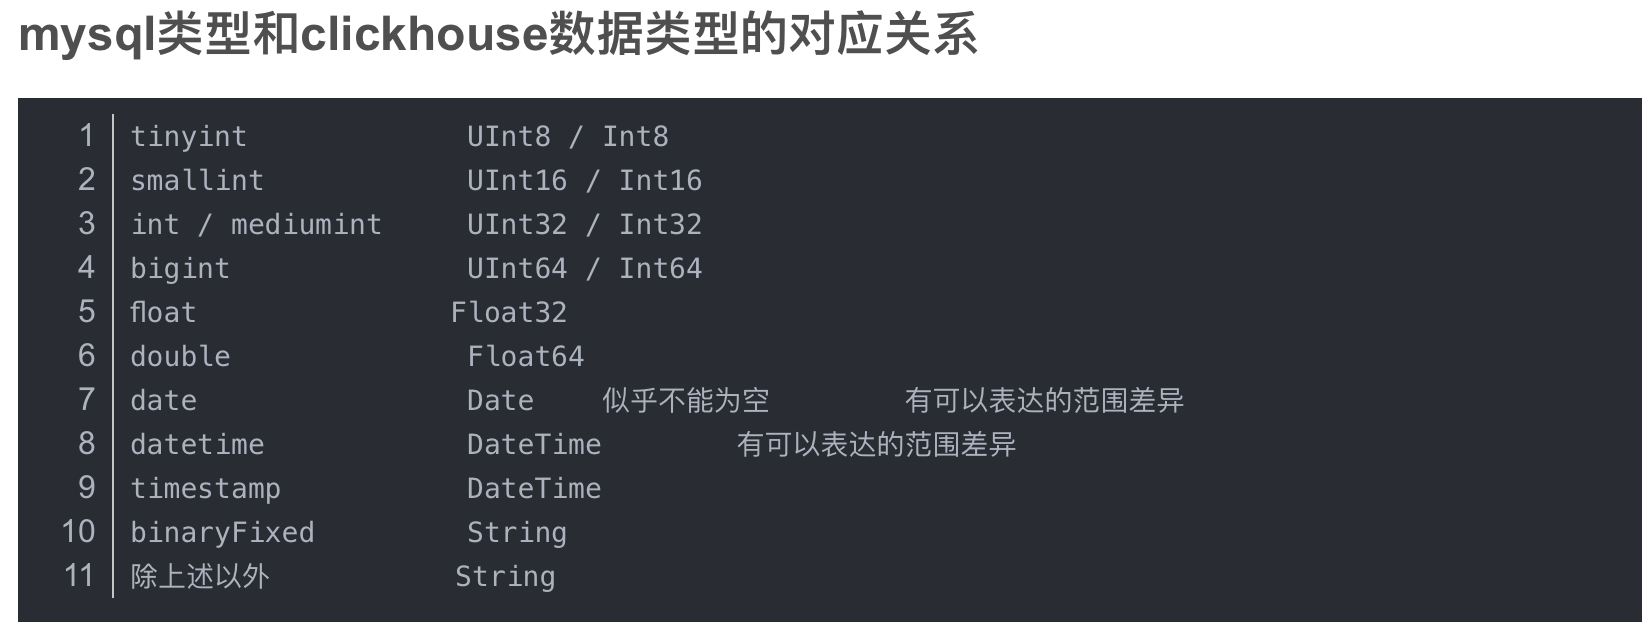 mysql类型和clickhouse数据类型的对应关系
1 tinyint UInt8 / Int8
2 smallint UInt16 / Int16
3 int / mediumint UInt32 / Int32
4 bigint UInt64 / Int64
5 float Float32
6 double Float64
7 date Date 似乎不能为空 有可以表达的范围差异
8 datetime DateTime 有可以表达的范围差异
9 timestamp DateTime
10 binaryFixed String
11 除上述以外 String